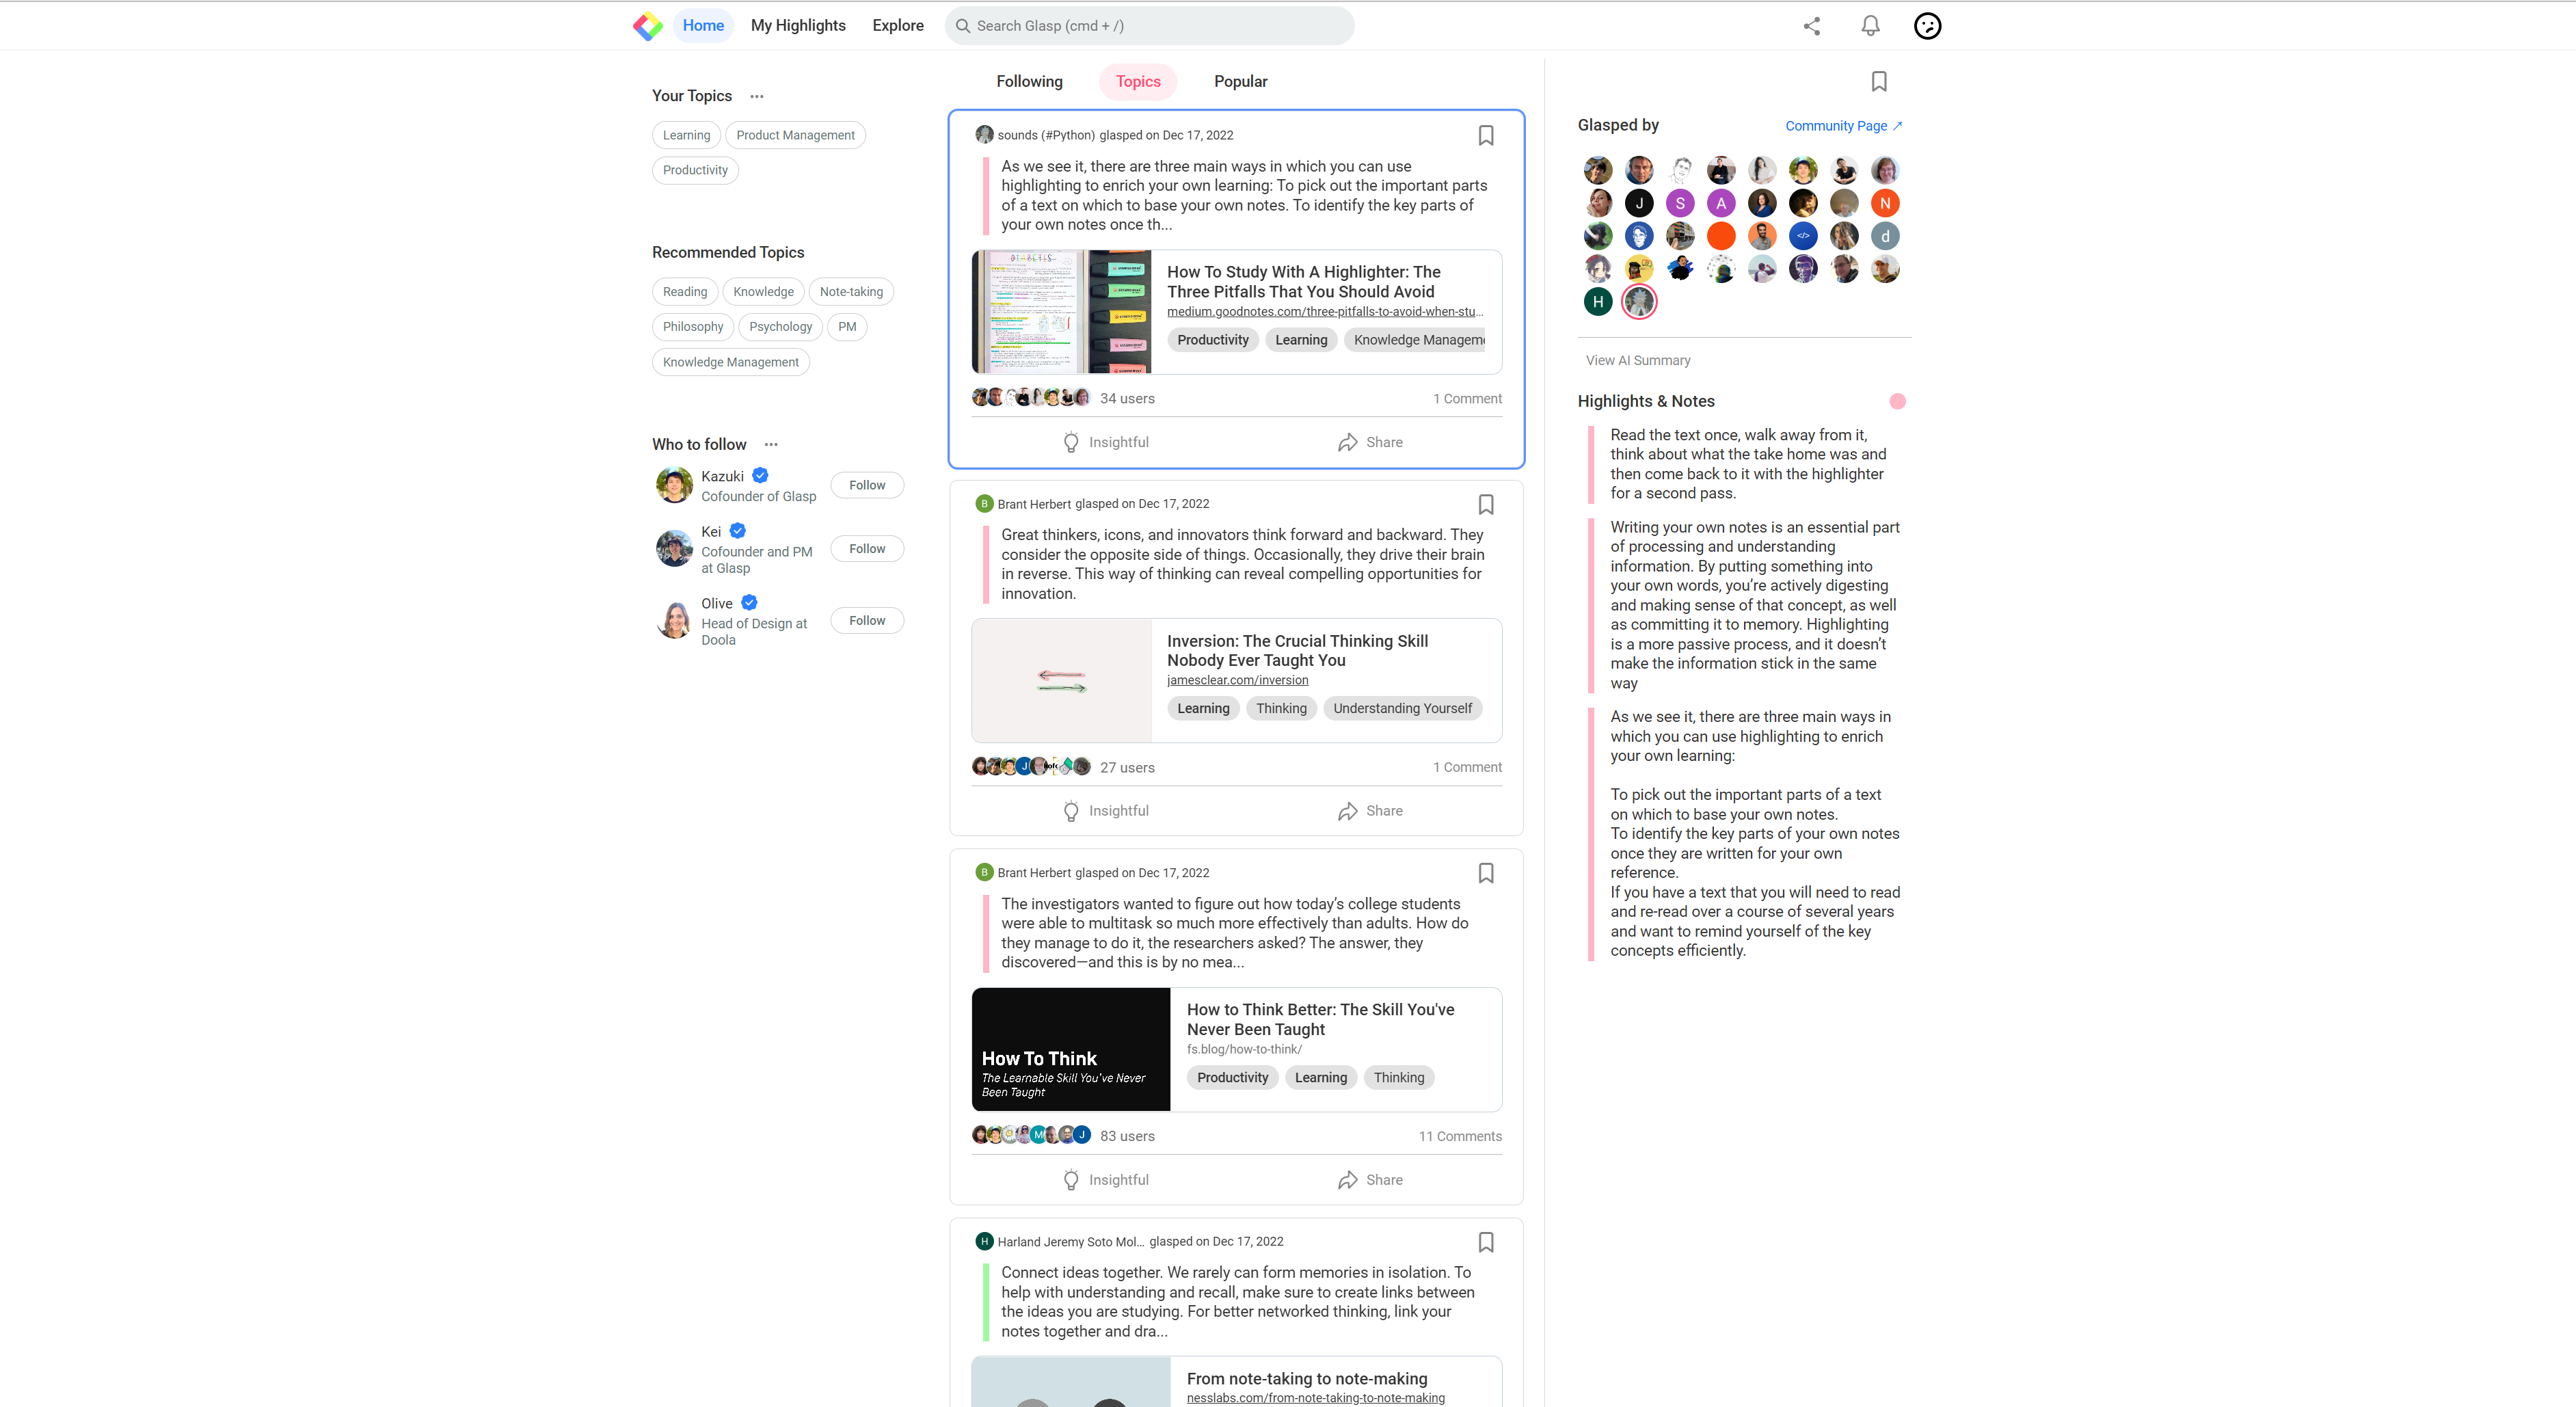 Home
My Highlights
Explore
Search Glasp (cmd + /)
Your Topics
Learning
Product Management
Productivity
Recommended Topics
Reading
Knowledge
Note-taking
Philosophy
Psychology
PM
Knowledge Management
Who to follow
Kazuki
Cofounder of Glasp
Follow
Kei
Cofounder and PM
at Glasp
Follow
Olive
Head of Design at
Doola
Follow
Following
Topics
Popular
sounds (#Python) glasped on Dec 17, 2022
As we see it, there are three main ways in which you can use
highlighting to enrich your own learning: To pick out the important parts
of a text on which to base your own notes. To identify the key parts of
your own notes once th...
DIABETES
How To Study With A Highlighter: The
Three Pitfalls That You Should Avoid
medium.goodnotes.com/three-pitfalls-to-avoid-when-stu...
Productivity
Learning
Knowledge Managem
34 users
1 Comment
Insightful
Share
B
Brant Herbert glasped on Dec 17, 2022
Great thinkers, icons, and innovators think forward and backward. They
consider the opposite side of things. Occasionally, they drive their brain
in reverse. This way of thinking can reveal compelling opportunities for
innovation.
Inversion: The Crucial Thinking Skill
Nobody Ever Taught You
jamesclear.com/inversion
Learning
Thinking
Understanding Yourself
J
27 users
1 Comment
Insightful
Share
B
Brant Herbert glasped on Dec 17, 2022
The investigators wanted to figure out how today’s college students
were able to multitask so much more effectively than adults. How do
they manage to do it, the researchers asked? The answer, they
discovered—and this is by no mea...
How To Think
The Learnable Skill You've Never
Been Taught
How to Think Better: The Skill You've
Never Been Taught
fs.blog/how-to-think/
Productivity
Learning
Thinking
M
J
83 users
11 Comments
Insightful
Share
H
Harland Jeremy Soto Mol... glasped on Dec 17, 2022
Connect ideas together. We rarely can form memories in isolation. To
help with understanding and recall, make sure to create links between
the ideas you are studying. For better networked thinking, link your
notes together and dra...
From note-taking to note-making
nesslabs.com/from-note-taking-to-note-making
Glasped by
Community Page ↗
J
S
A
N
</>
d
H
View AI Summary
Highlights & Notes
Read the text once, walk away from it,
think about what the take home was and
then come back to it with the highlighter
for a second pass.
Writing your own notes is an essential part
of processing and understanding
information. By putting something into
your own words, you’re actively digesting
and making sense of that concept, as well
as committing it to memory. Highlighting
is a more passive process, and it doesn’t
make the information stick in the same
way
As we see it, there are three main ways in
which you can use highlighting to enrich
your own learning:
To pick out the important parts of a text
on which to base your own notes.
To identify the key parts of your own notes
once they are written for your own
reference.
If you have a text that you will need to read
and re-read over a course of several years
and want to remind yourself of the key
concepts efficiently.